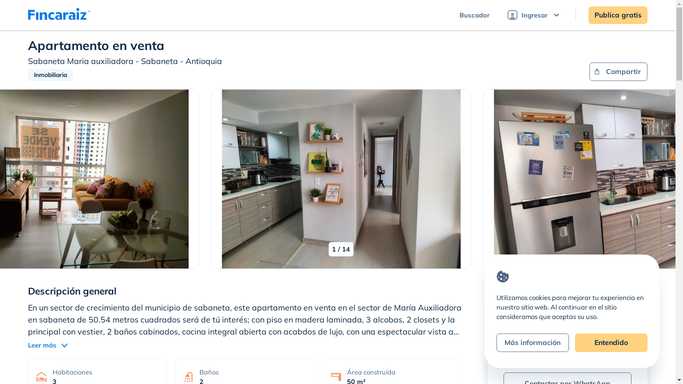 Fincaraiz
Buscador
Ingresar
Publica gratis
Apartamento en venta
Sabaneta Maria auxiliadora - Sabaneta - Antioquia
Inmobiliaria
Compartir
SE
VENDE
1 / 14
Descripción general
En un sector de crecimiento del municipio de sabaneta, este apartamento en venta en el sector de María Auxiliadora
en sabaneta de 50,54 metros cuadrados será de tú interés; con piso en madera laminada, 3 alcobas, 2 closets y la
principal con vestier, 2 baños cabinados, cocina integral abierta con acabdos de lujo, con una espectacular vista a...
Leer más
Utilizamos cookies para mejorar tu experiencia en
nuestro sitio web. Al continuar en el sitio
consideramos que aceptas su uso.
Más información
Entendido
Habitaciones
3
Baños
2
Área construida
50 m²
Contactar por WhatsApp